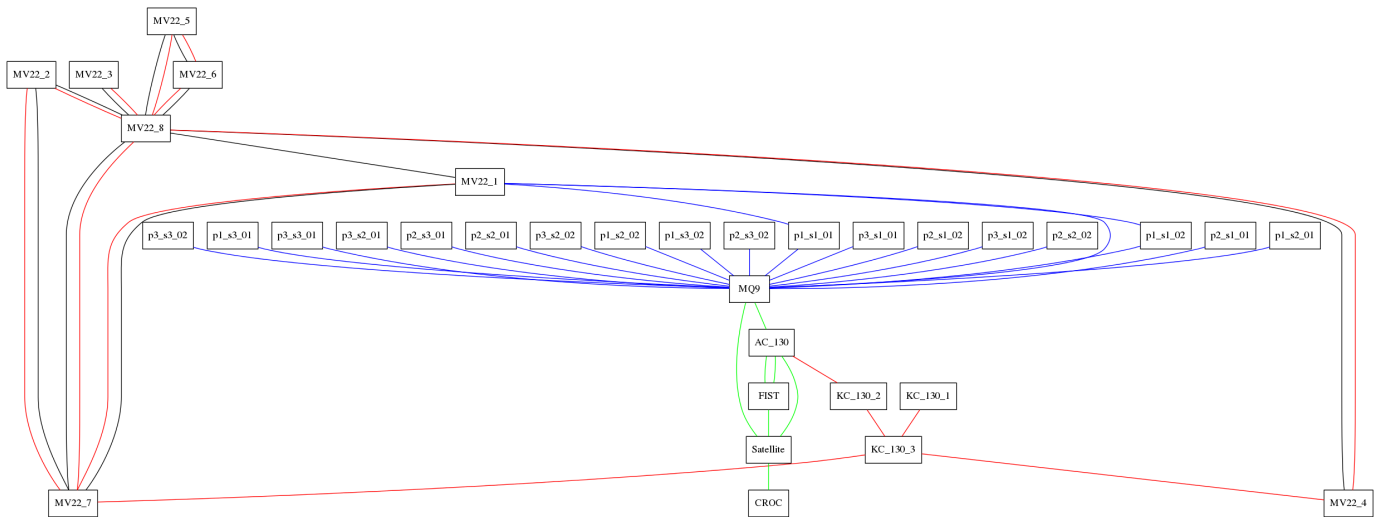 MV22_5
MV22_2
MV22_3
MV22_6
MV22_8
MV22_1
p3_s3_02
p1_s3_01
p3_s3_01
p3_s2_01
p2_s3_01
p2_s2_01
p3_s2_02
p1_s2_02
p1_s3_02
p2_s3_02
p1_s1_01
p3_s1_01
p2_s1_02
p3_s1_02
p2_s2_02
p1_s1_02
p2_s1_01
p1_s2_01
MQ9
AC_130
FIST
KC_130_2
KC_130_1
Satellite
KC_130_3
MV22_7
CROC
MV22_4